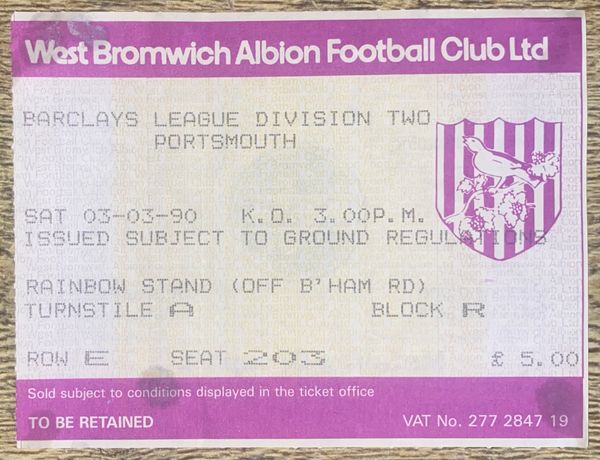 West Bromwich Albion Football Club Ltd
BARCLAYS LEAGUE DIVISION TWO
PORTSMOUTH
SAT 03-03-90 K.O. 3.00P.M.
ISSUED SUBJECT TO GROUND REGULATIONS
RAINBOW STAND (OFF B'HAM RD)
TURNSTILE A BLOCK R
ROW E SEAT 203 £ 5.00
Sold subject to conditions displayed in the ticket office
TO BE RETAINED VAT No. 277 2847 19